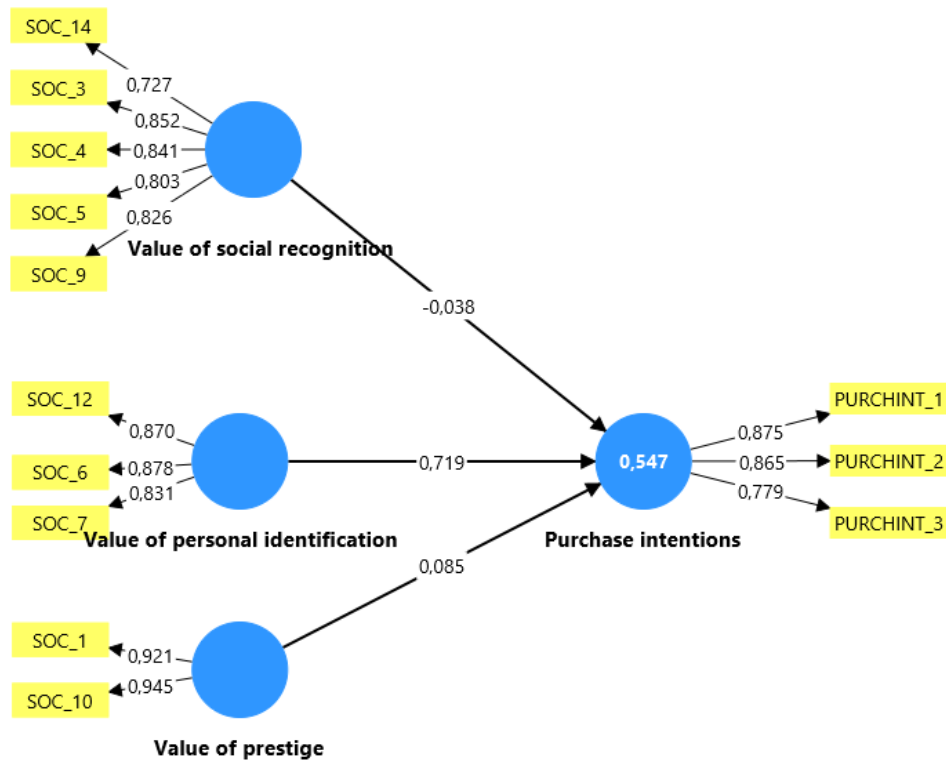 SOC_14
0,727
SOC_3
0,852
SOC_4
0,841
SOC_5
0,803
0,826
SOC_9
Value of social recognition
-0,038
SOC_12
0,870
SOC_6
0,878
0,831
SOC_7
Value of personal identification
0,719
0,547
Purchase intentions
PURCHINT_1
0,875
PURCHINT_2
0,865
0,779
PURCHINT_3
0,085
SOC_1
0,921
SOC_10
0,945
Value of prestige